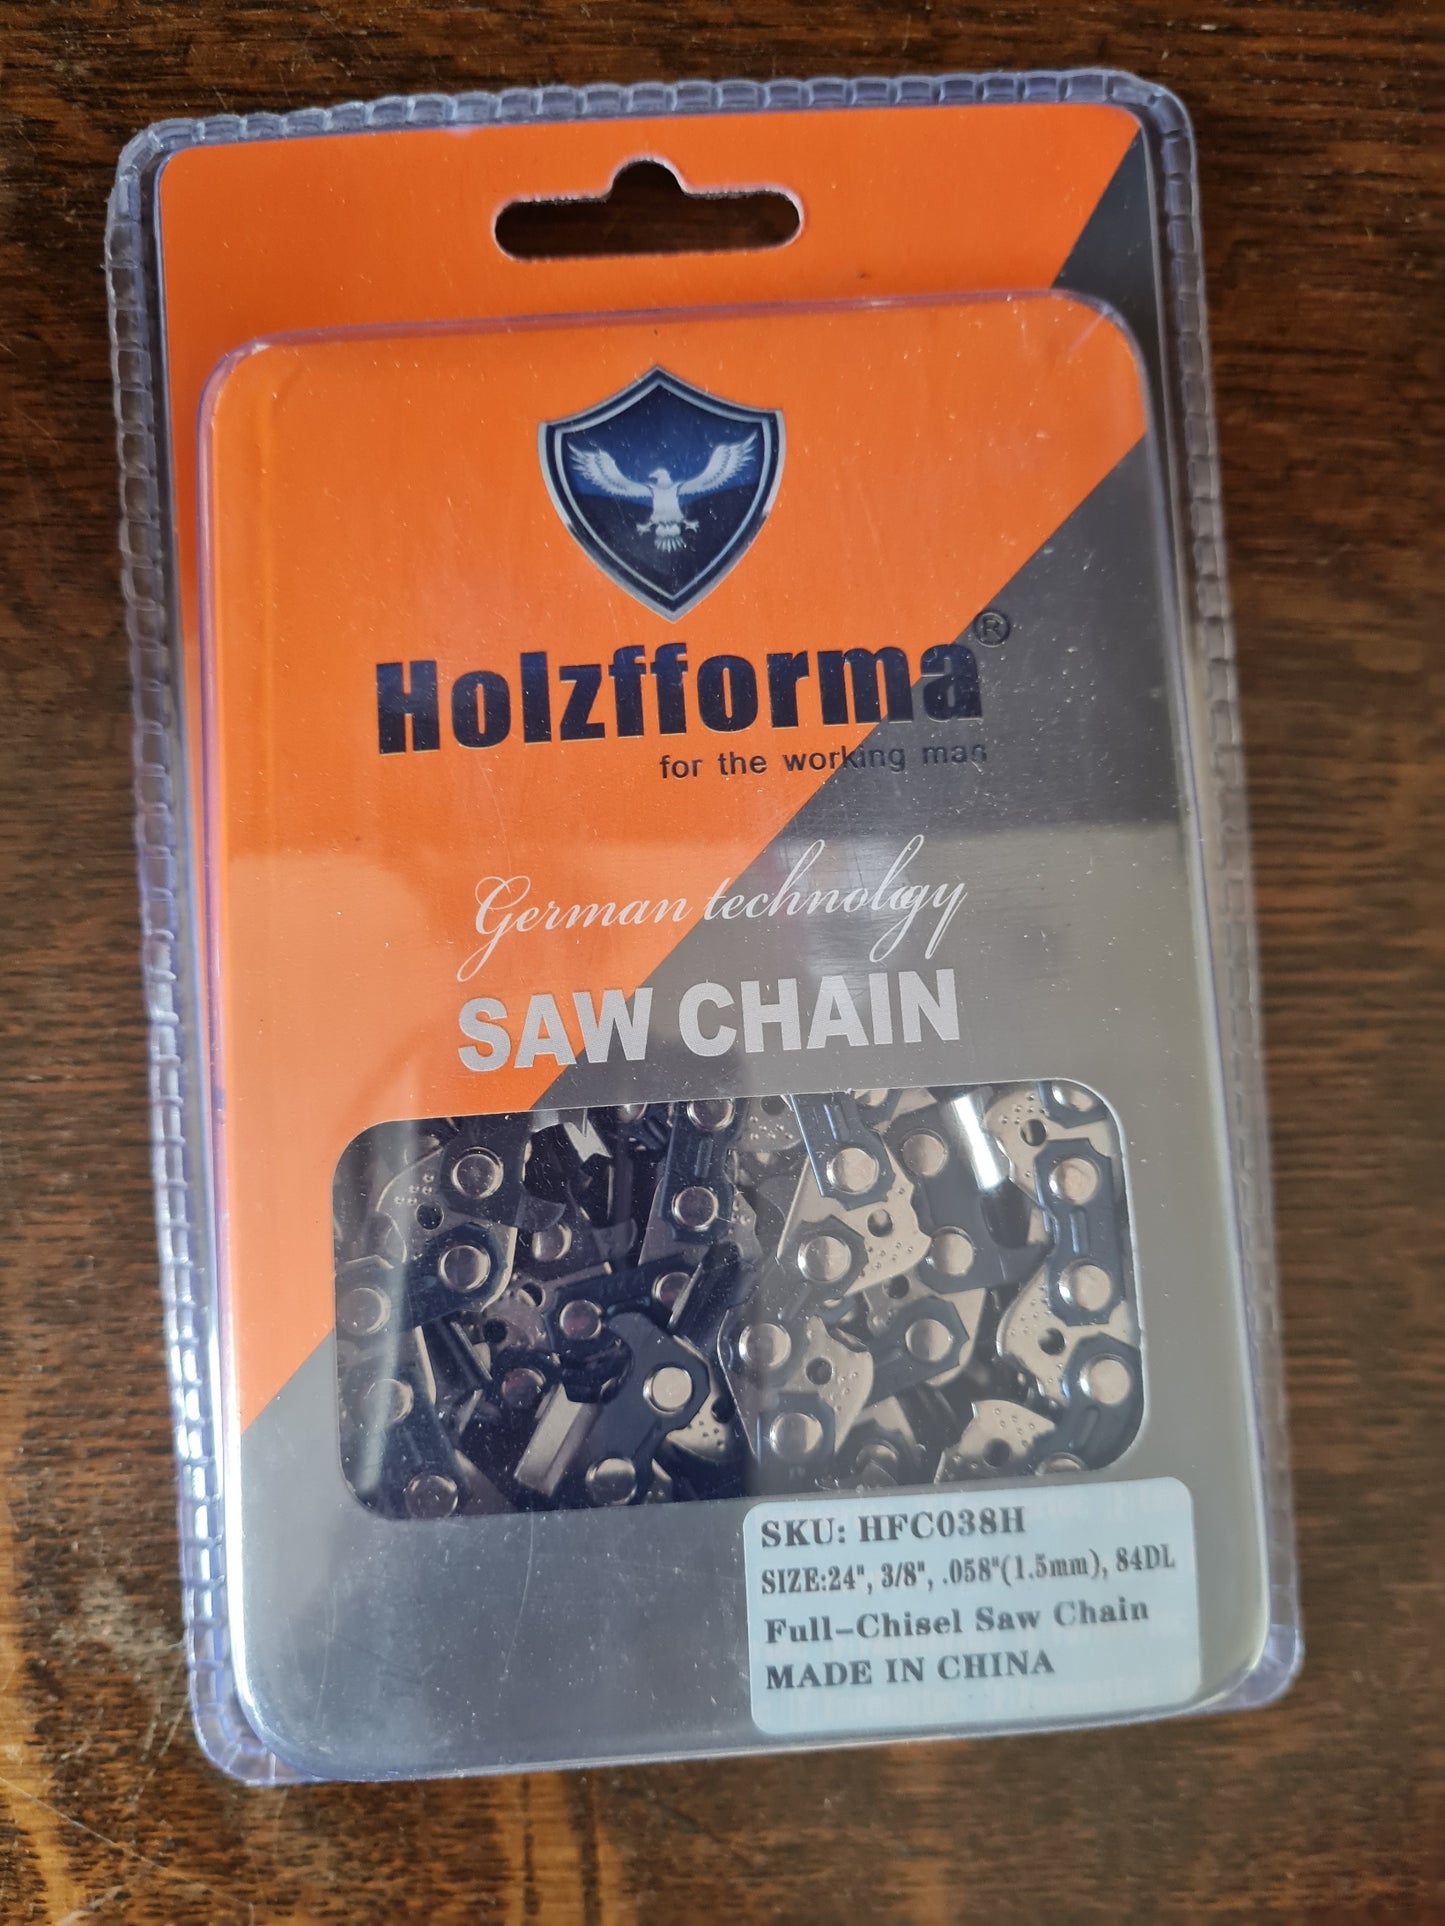 Holzfforma®
for the working man
German technology
SAW CHAIN
SKU: HFC038H
SIZE:24", 3/8", .058"(1.5mm), 84DL
Full-Chisel Saw Chain
MADE IN CHINA